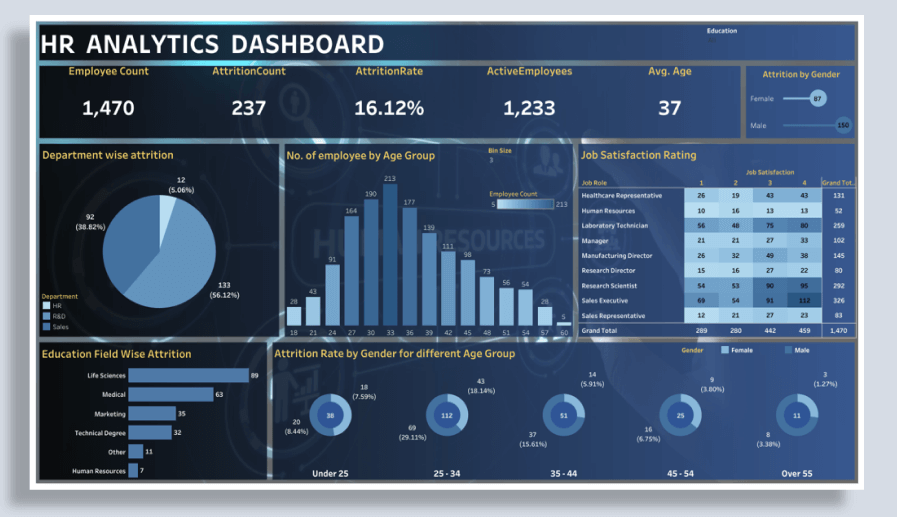 HR ANALYTICS DASHBOARD
Education
Employee Count
1,470
AttritionCount
237
AttritionRate
16.12%
ActiveEmployees
1,233
Avg. Age
37
Attrition by Gender
Female 87
Male 150
Department wise attrition
12
(5.06%)
92
(38.82%)
133
(56.12%)
Department
HR
R&D
Sales
No. of employee by Age Group
Bin Size
3
Employee Count
5 213
28 43 91 164 190 213 177 139 111 98 73 56 54 28 5
18 21 24 27 30 33 36 39 42 45 48 51 54 57 60
Job Satisfaction Rating
Job Satisfaction
Job Role 1 2 3 4 Grand Tot..
Healthcare Representative 26 19 43 43 131
Human Resources 10 16 13 13 52
Laboratory Technician 56 48 75 80 259
Manager 21 21 27 33 102
Manufacturing Director 26 32 49 38 145
Research Director 15 16 27 22 80
Research Scientist 54 53 90 95 292
Sales Executive 69 54 91 112 326
Sales Representative 12 21 27 23 83
Grand Total 289 280 442 459 1,470
Education Field Wise Attrition
Life Sciences 89
Medical 63
Marketing 35
Technical Degree 32
Other 11
Human Resources 7
Attrition Rate by Gender for different Age Group
Gender Female Male
18
(7.59%)
38
20
(8.44%)
Under 25
43
(18.14%)
112
69
(29.11%)
25 - 34
14
(5.91%)
51
37
(15.61%)
35 - 44
9
(3.80%)
25
16
(6.75%)
45 - 54
3
(1.27%)
11
8
(3.38%)
Over 55